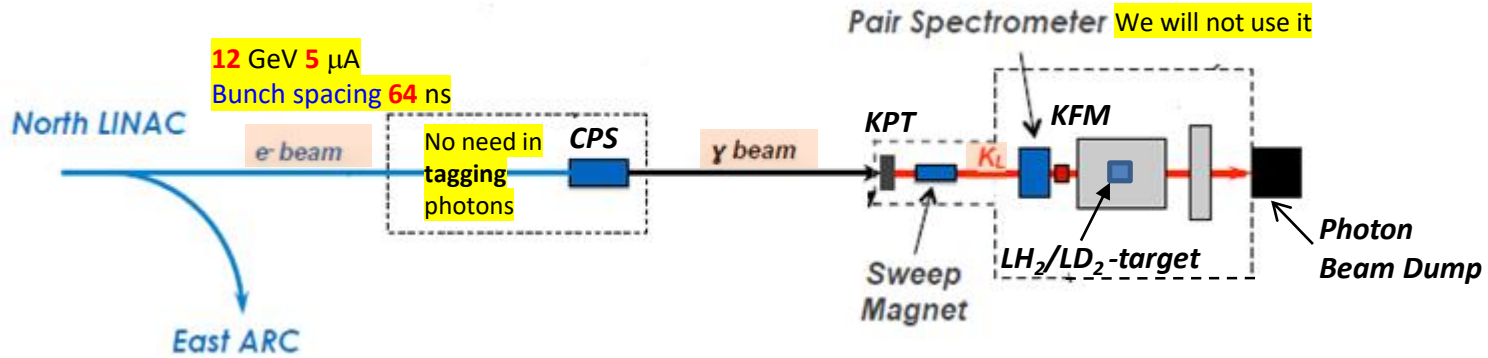 Pair Spectrometer We will not use it
12 GeV 5 μA
Bunch spacing 64 ns
North LINAC
e- beam
No need in
tagging
photons
CPS
γ beam
KPT
KL
KFM
LH2/LD2-target
Sweep
Magnet
Photon
Beam Dump
East ARC